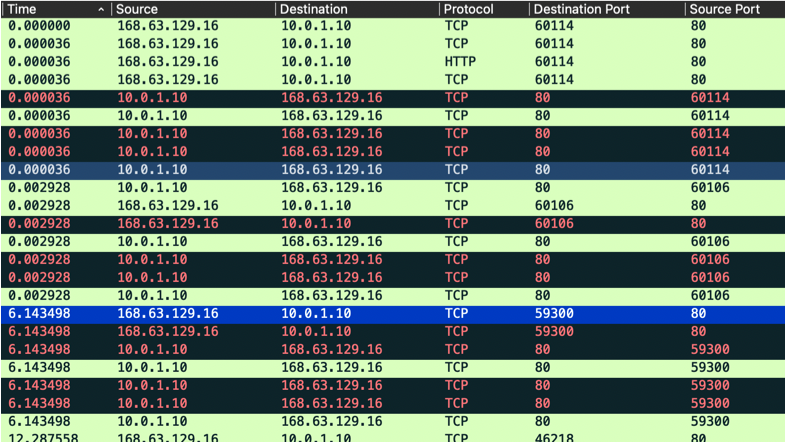 Time Source Destination Protocol Destination Port Source Port
0.000000 168.63.129.16 10.0.1.10 TCP 60114 80
0.000036 168.63.129.16 10.0.1.10 TCP 60114 80
0.000036 168.63.129.16 10.0.1.10 HTTP 60114 80
0.000036 168.63.129.16 10.0.1.10 TCP 60114 80
0.000036 10.0.1.10 168.63.129.16 TCP 80 60114
0.000036 10.0.1.10 168.63.129.16 TCP 80 60114
0.000036 10.0.1.10 168.63.129.16 TCP 80 60114
0.000036 10.0.1.10 168.63.129.16 TCP 80 60114
0.000036 10.0.1.10 168.63.129.16 TCP 80 60114
0.002928 10.0.1.10 168.63.129.16 TCP 80 60106
0.002928 168.63.129.16 10.0.1.10 TCP 60106 80
0.002928 168.63.129.16 10.0.1.10 TCP 60106 80
0.002928 10.0.1.10 168.63.129.16 TCP 80 60106
0.002928 10.0.1.10 168.63.129.16 TCP 80 60106
0.002928 10.0.1.10 168.63.129.16 TCP 80 60106
0.002928 10.0.1.10 168.63.129.16 TCP 80 60106
6.143498 168.63.129.16 10.0.1.10 TCP 59300 80
6.143498 168.63.129.16 10.0.1.10 TCP 59300 80
6.143498 10.0.1.10 168.63.129.16 TCP 80 59300
6.143498 10.0.1.10 168.63.129.16 TCP 80 59300
6.143498 10.0.1.10 168.63.129.16 TCP 80 59300
6.143498 10.0.1.10 168.63.129.16 TCP 80 59300
6.143498 10.0.1.10 168.63.129.16 TCP 80 59300
12.287558 168.63.129.16 10.0.1.10 TCP 46218 80